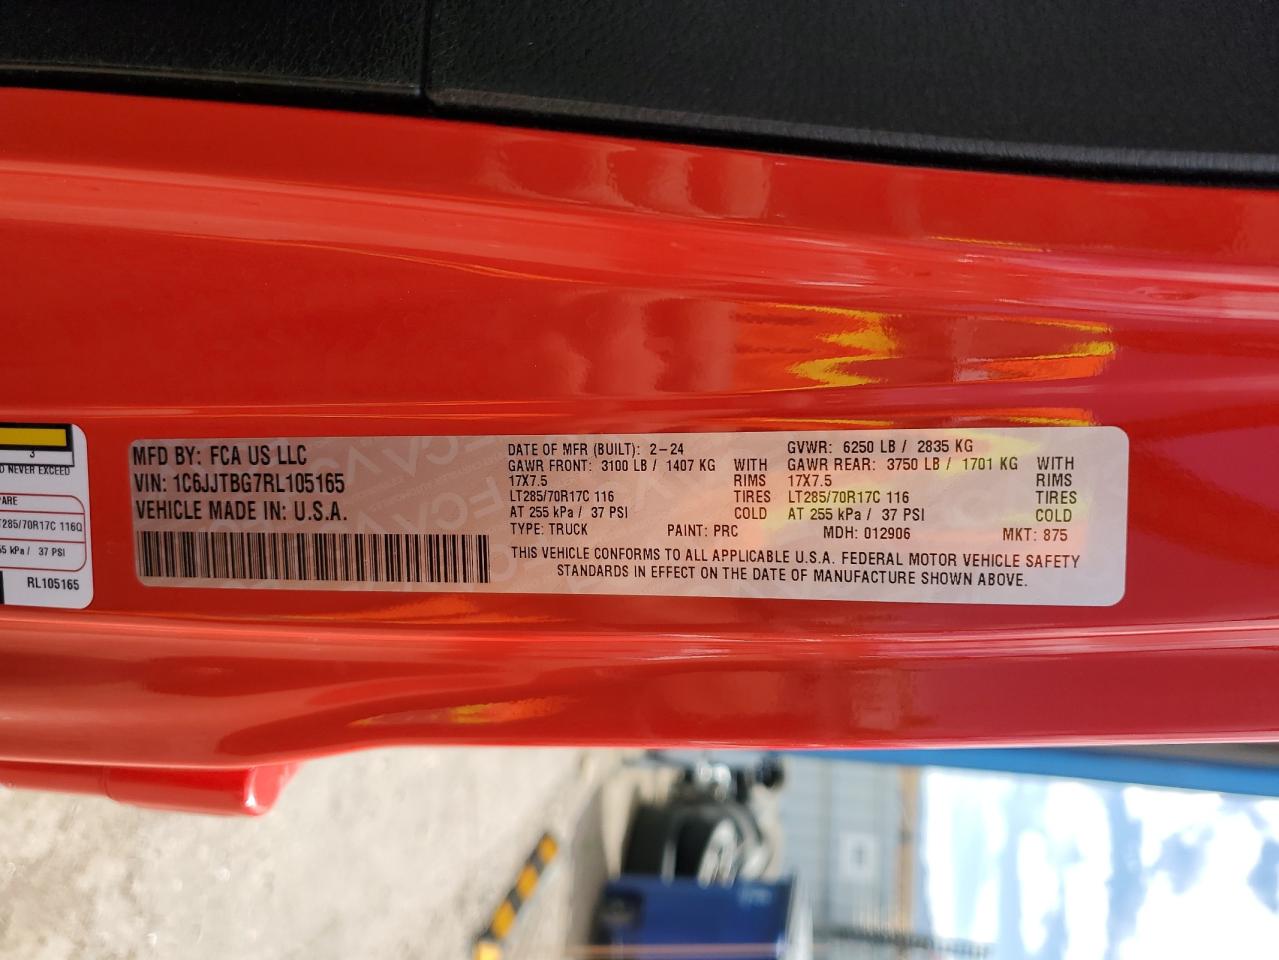 3
D NEVER EXCEED
PARE
T285/70R17C 116Q
55 kPa / 37 PSI
RL105165
MFD BY: FCA US LLC
VIN: 1C6JJTBG7RL105165
VEHICLE MADE IN: U.S.A.
DATE OF MFR (BUILT): 2-24 GVWR: 6250 LB / 2835 KG
GAWR FRONT: 3100 LB / 1407 KG WITH GAWR REAR: 3750 LB / 1701 KG WITH
17X7.5 RIMS 17X7.5 RIMS
LT285/70R17C 116 TIRES LT285/70R17C 116 TIRES
AT 255 kPa / 37 PSI COLD AT 255 kPa / 37 PSI COLD
TYPE: TRUCK PAINT: PRC MDH: 012906 MKT: 875
THIS VEHICLE CONFORMS TO ALL APPLICABLE U.S.A. FEDERAL MOTOR VEHICLE SAFETY
STANDARDS IN EFFECT ON THE DATE OF MANUFACTURE SHOWN ABOVE.